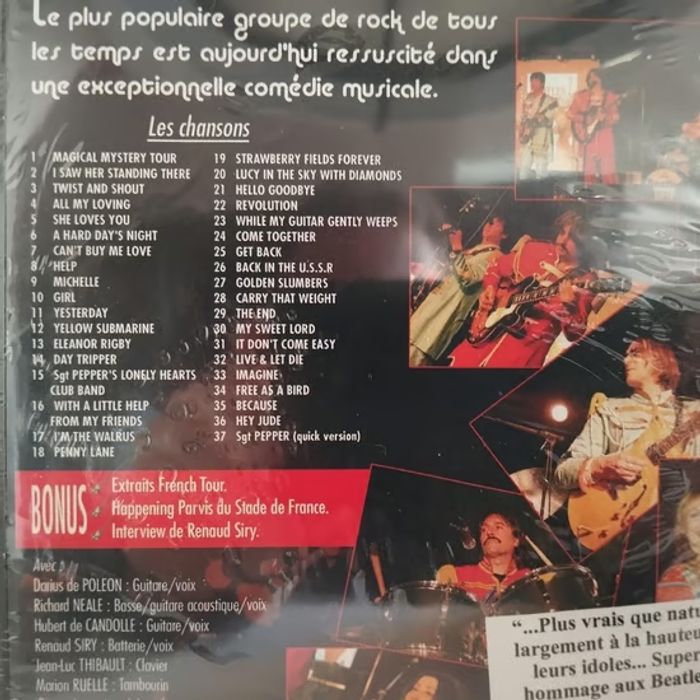 Le plus populaire groupe de rock de tous
les temps est aujourd'hui ressuscité dans
une exceptionnelle comédie musicale.
Les chansons
1 MAGICAL MYSTERY TOUR
2 I SAW HER STANDING THERE
3 TWIST AND SHOUT
4 ALL MY LOVING
5 SHE LOVES YOU
6 A HARD DAY'S NIGHT
7 CAN'T BUY ME LOVE
8 HELP
9 MICHELLE
10 GIRL
11 YESTERDAY
12 YELLOW SUBMARINE
13 ELEANOR RIGBY
14 DAY TRIPPER
15 Sgt PEPPER'S LONELY HEARTS
CLUB BAND
16 WITH A LITTLE HELP
FROM MY FRIENDS
17 I'M THE WALRUS
18 PENNY LANE
19 STRAWBERRY FIELDS FOREVER
20 LUCY IN THE SKY WITH DIAMONDS
21 HELLO GOODBYE
22 REVOLUTION
23 WHILE MY GUITAR GENTLY WEEPS
24 COME TOGETHER
25 GET BACK
26 BACK IN THE U.S.S.R
27 GOLDEN SLUMBERS
28 CARRY THAT WEIGHT
29 THE END
30 MY SWEET LORD
31 IT DON'T COME EASY
32 LIVE & LET DIE
33 IMAGINE
34 FREE AS A BIRD
35 BECAUSE
36 HEY JUDE
37 Sgt PEPPER (quick version)
BONUS
Extraits French Tour.
Happening Parvis du Stade de France.
Interview de Renaud Siry.
Avec :
Darius de POLEON : Guitare/voix
Richard NEALE : Basse/guitare acoustique/voix
Hubert de CANDOLLE : Guitare/voix
Renaud SIRY : Batterie/voix
Jean-Luc THIBAULT : Clavier
Marion RUELLE : Tambourin
"...Plus vrais que natu
largement à la hauteu
leurs idoles... Super
hommage aux Beatle